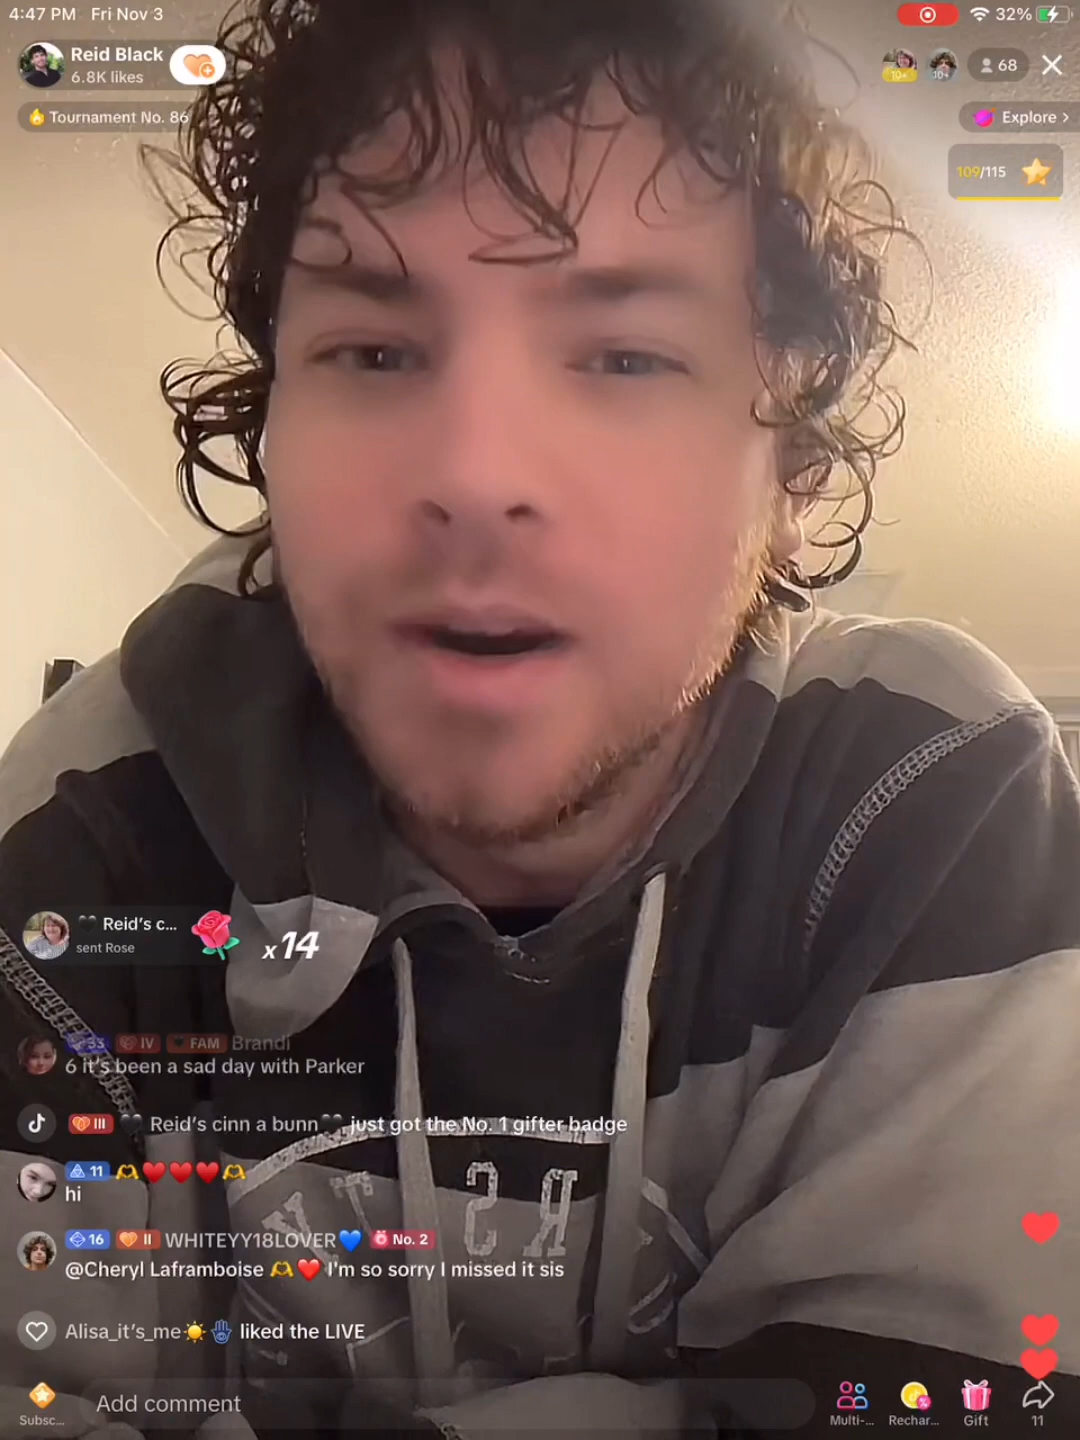 4:47 PM Fri Nov 3
32%
Reid Black
6.8K likes
10+
10+
68
Tournament No. 86
Explore >
109/115
Reid's c...
sent Rose
x14
33 IV FAM Brandi
6 it's been a sad day with Parker
III Reid's cinn a bunn just got the No. 1 gifter badge
11
hi
16 II WHITEYY18LOVER No. 2
@Cheryl Laframboise I'm so sorry I missed it sis
Alisa_it's_me liked the LIVE
Add comment
Subsc...
Multi-...
Rechar...
Gift
11